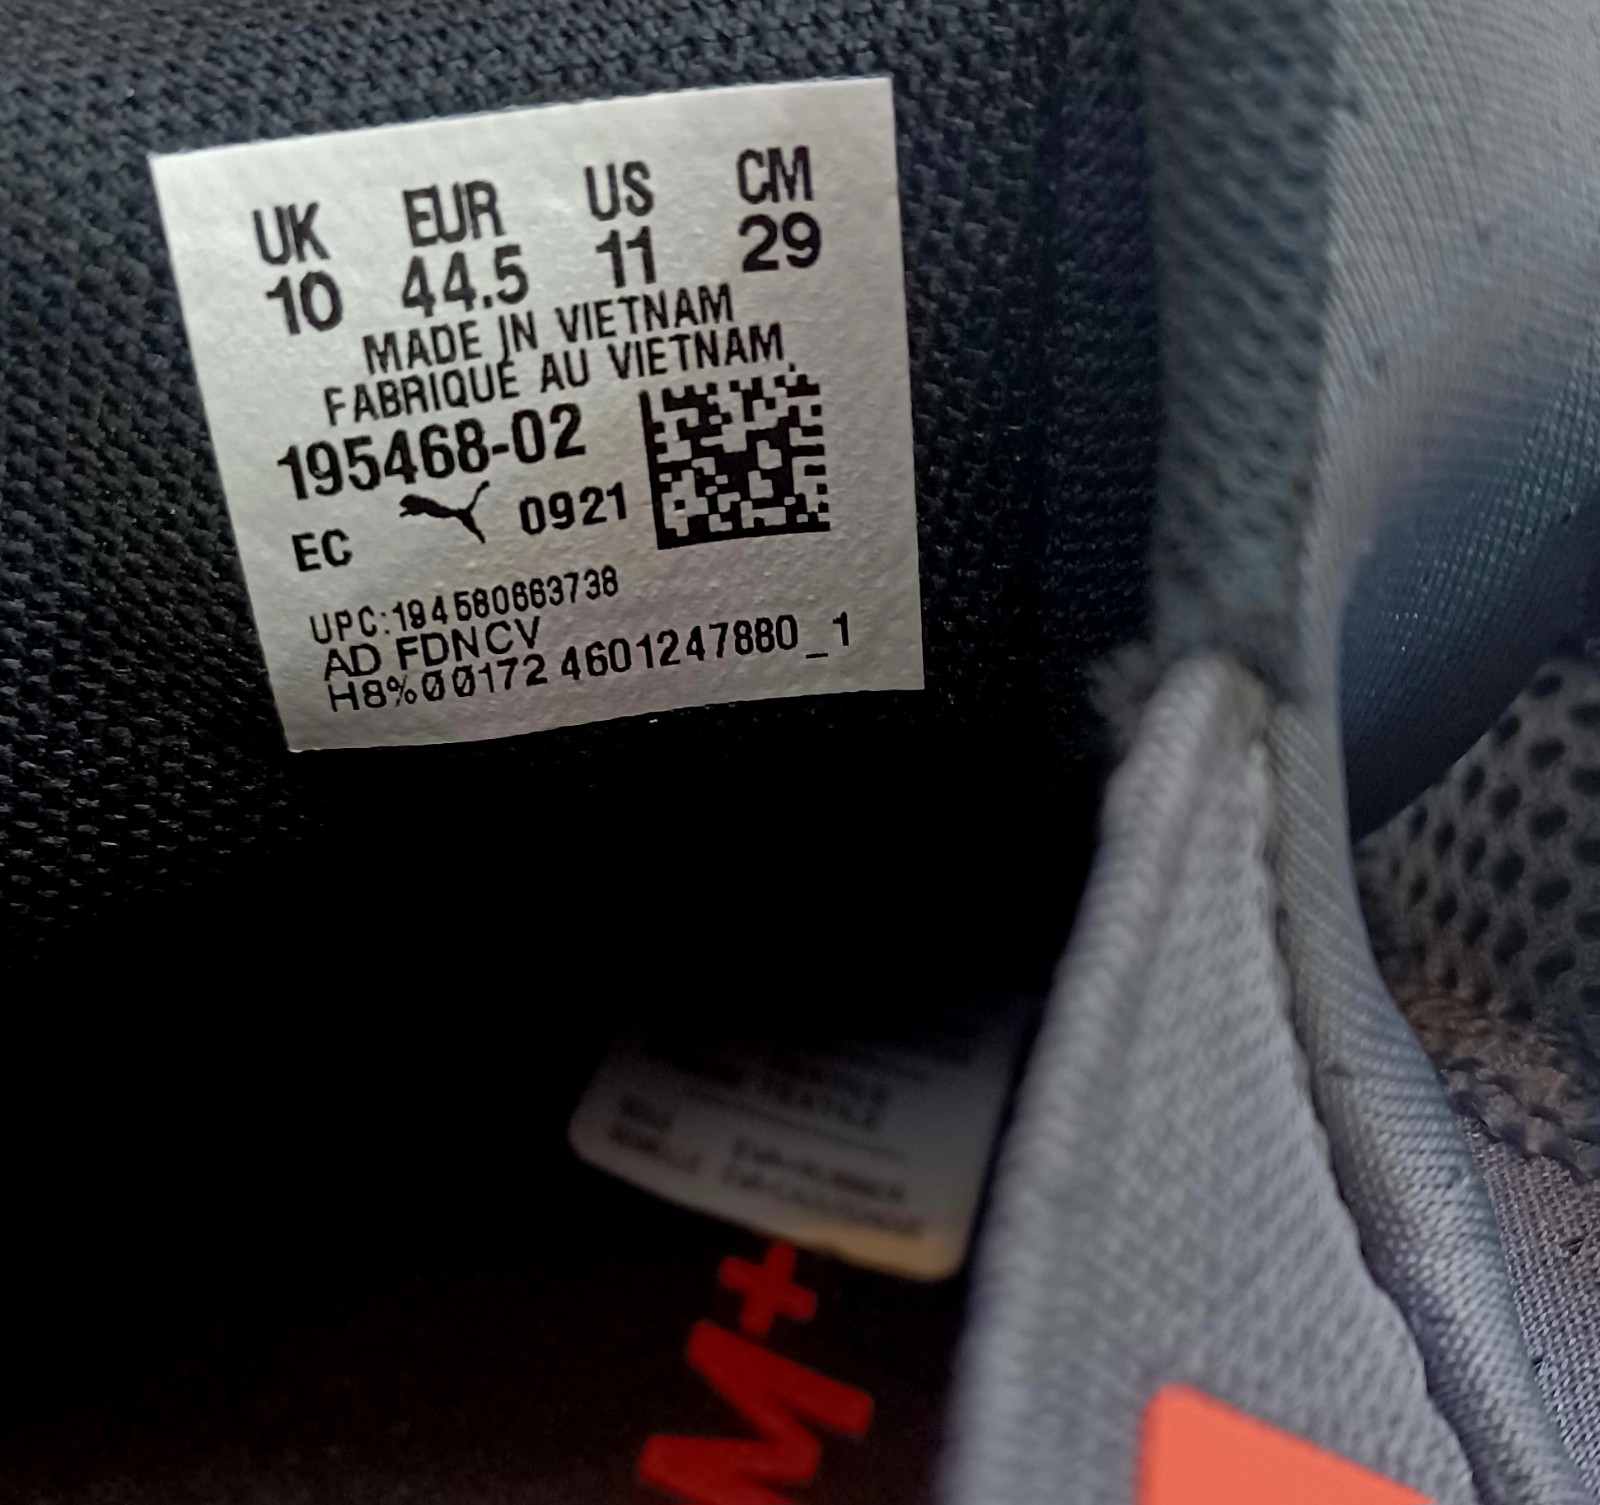 UK EUR US CM
10 44.5 11 29
MADE IN VIETNAM
FABRIQUE AU VIETNAM
195468-02
EC 0921
UPC:194580663738
AD FDNCV
H8%00172 4601247880_1
TEXTILE
M+